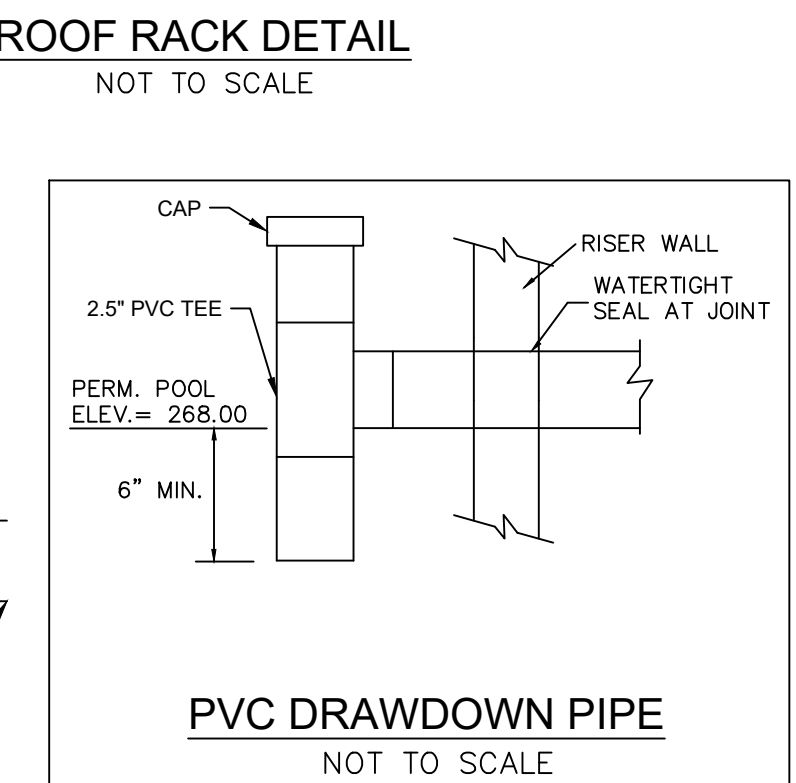 ROOF RACK DETAIL
NOT TO SCALE
CAP
RISER WALL
WATERTIGHT
SEAL AT JOINT
2.5" PVC TEE
PERM. POOL
ELEV.= 268.00
6" MIN.
PVC DRAWDOWN PIPE
NOT TO SCALE